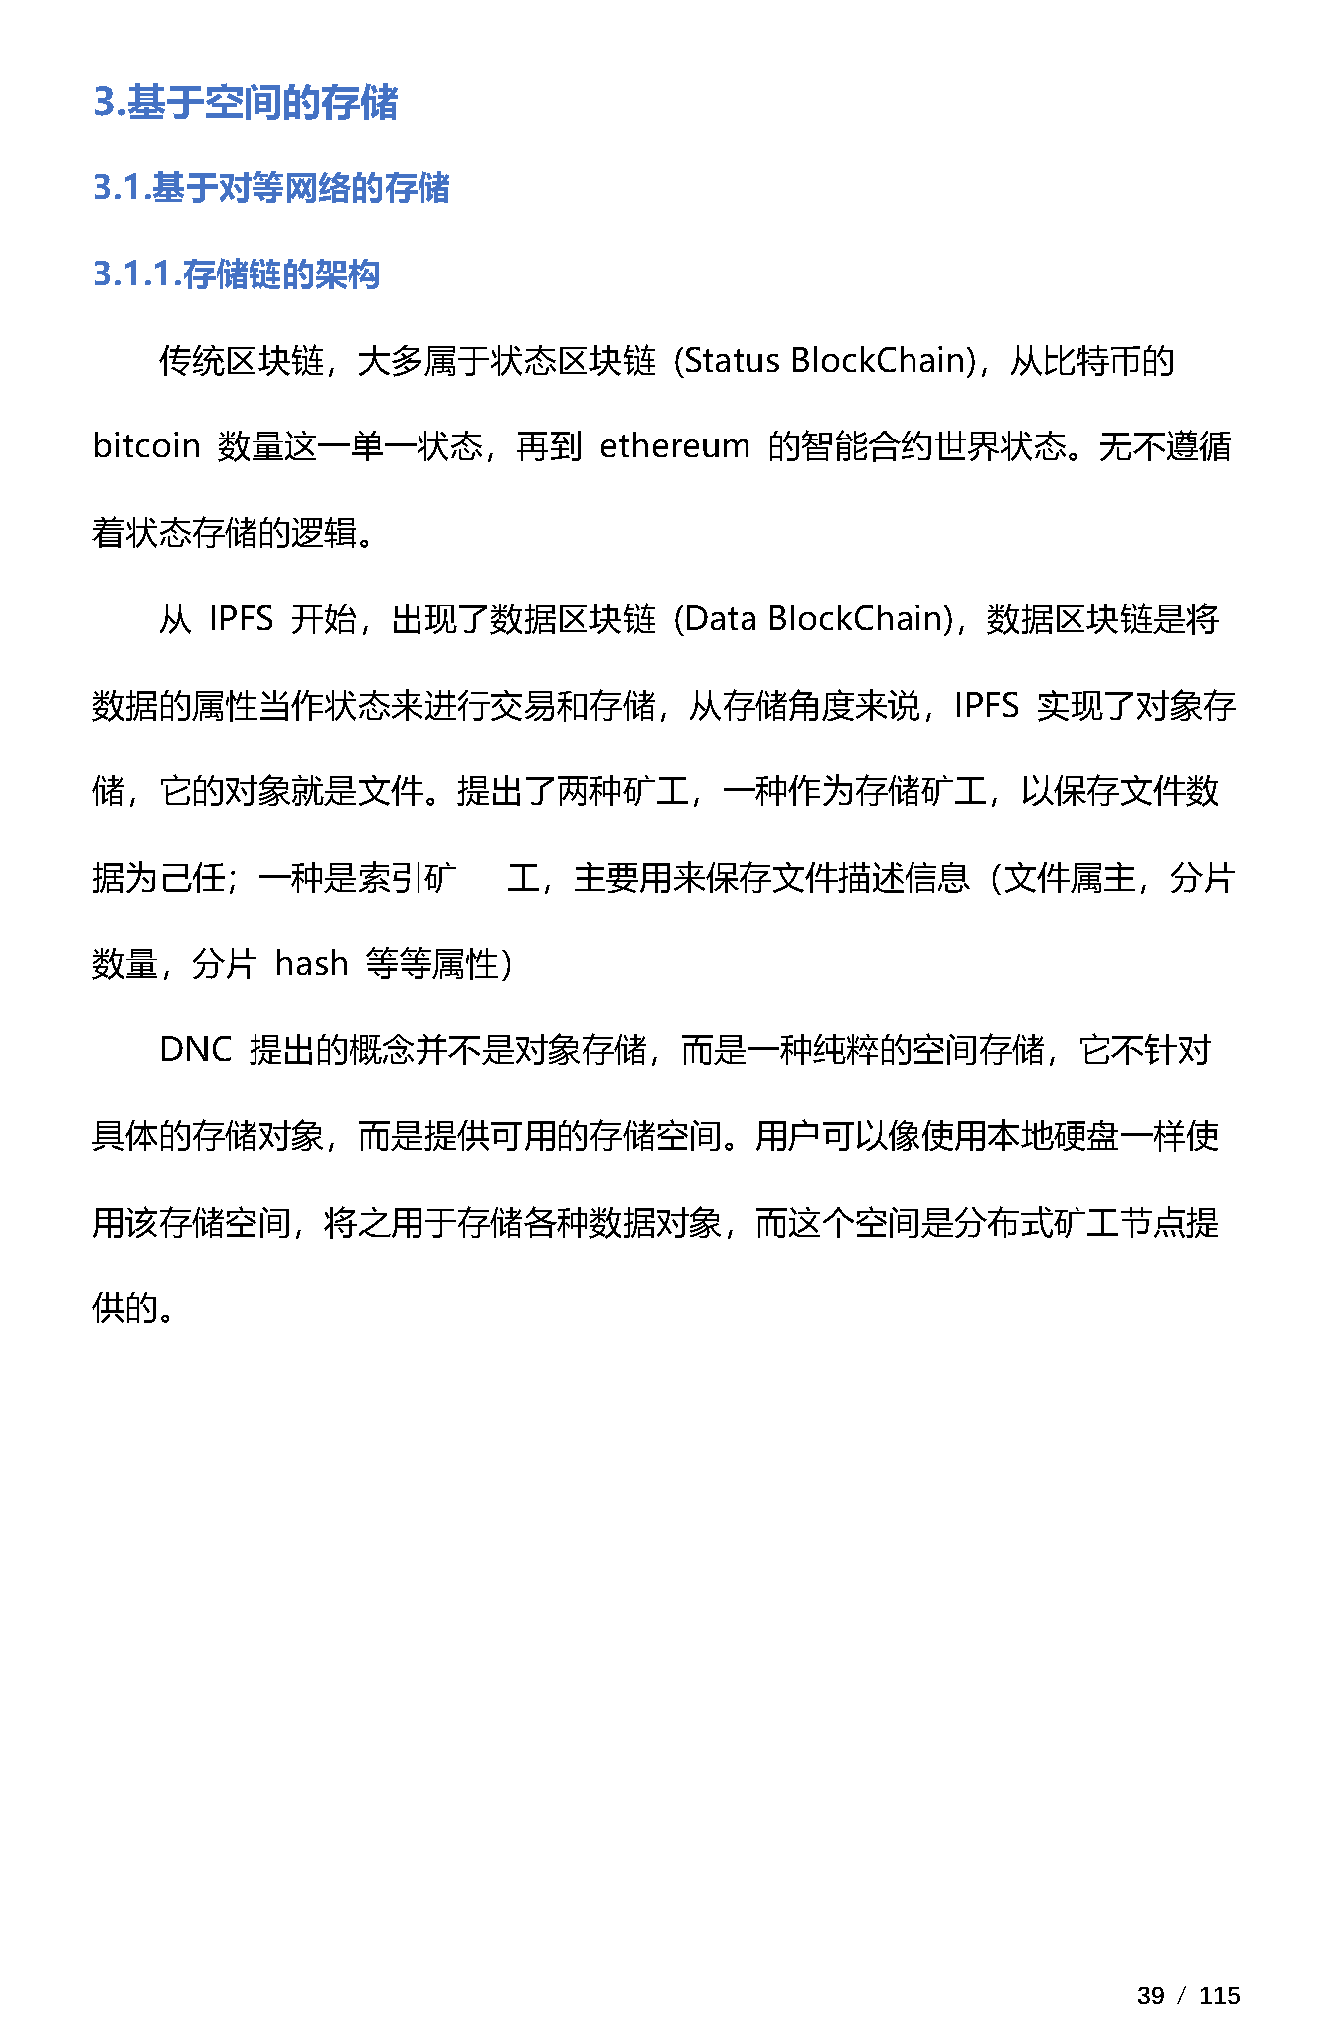 3.基于空间的存储
3.1.基于对等网络的存储
3.1.1.存储链的架构
传统区块链，大多属于状态区块链 (Status BlockChain)，从比特币的
bitcoin 数量这一单一状态，再到 ethereum 的智能合约世界状态。无不遵循
着状态存储的逻辑。
从 IPFS 开始，出现了数据区块链 (Data BlockChain)，数据区块链是将
数据的属性当作状态来进行交易和存储，从存储角度来说，IPFS 实现了对象存
储，它的对象就是文件。提出了两种矿工，一种作为存储矿工，以保存文件数
据为己任；一种是索引矿 工，主要用来保存文件描述信息（文件属主，分片
数量，分片 hash 等等属性）
DNC 提出的概念并不是对象存储，而是一种纯粹的空间存储，它不针对
具体的存储对象，而是提供可用的存储空间。用户可以像使用本地硬盘一样使
用该存储空间，将之用于存储各种数据对象，而这个空间是分布式矿工节点提
供的。
39 / 115